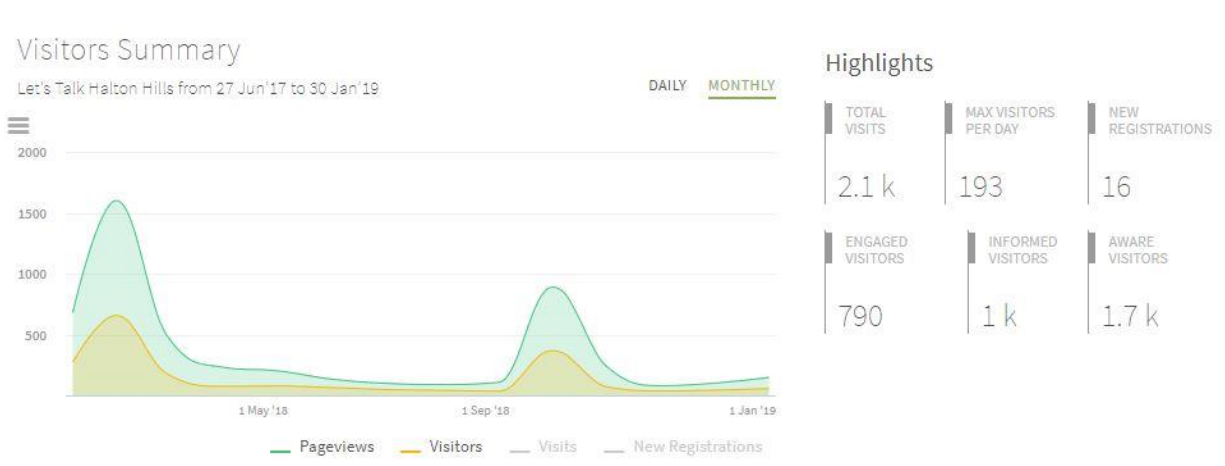 Visitors Summary
Let's Talk Halton Hills from 27 Jun'17 to 30 Jan'19
DAILY MONTHLY
2000
1500
1000
500
1 May '18 1 Sep '18 1 Jan '19
Pageviews Visitors Visits New Registrations
Highlights
TOTAL VISITS
2.1 k
MAX VISITORS PER DAY
193
NEW REGISTRATIONS
16
ENGAGED VISITORS
790
INFORMED VISITORS
1 k
AWARE VISITORS
1.7 k